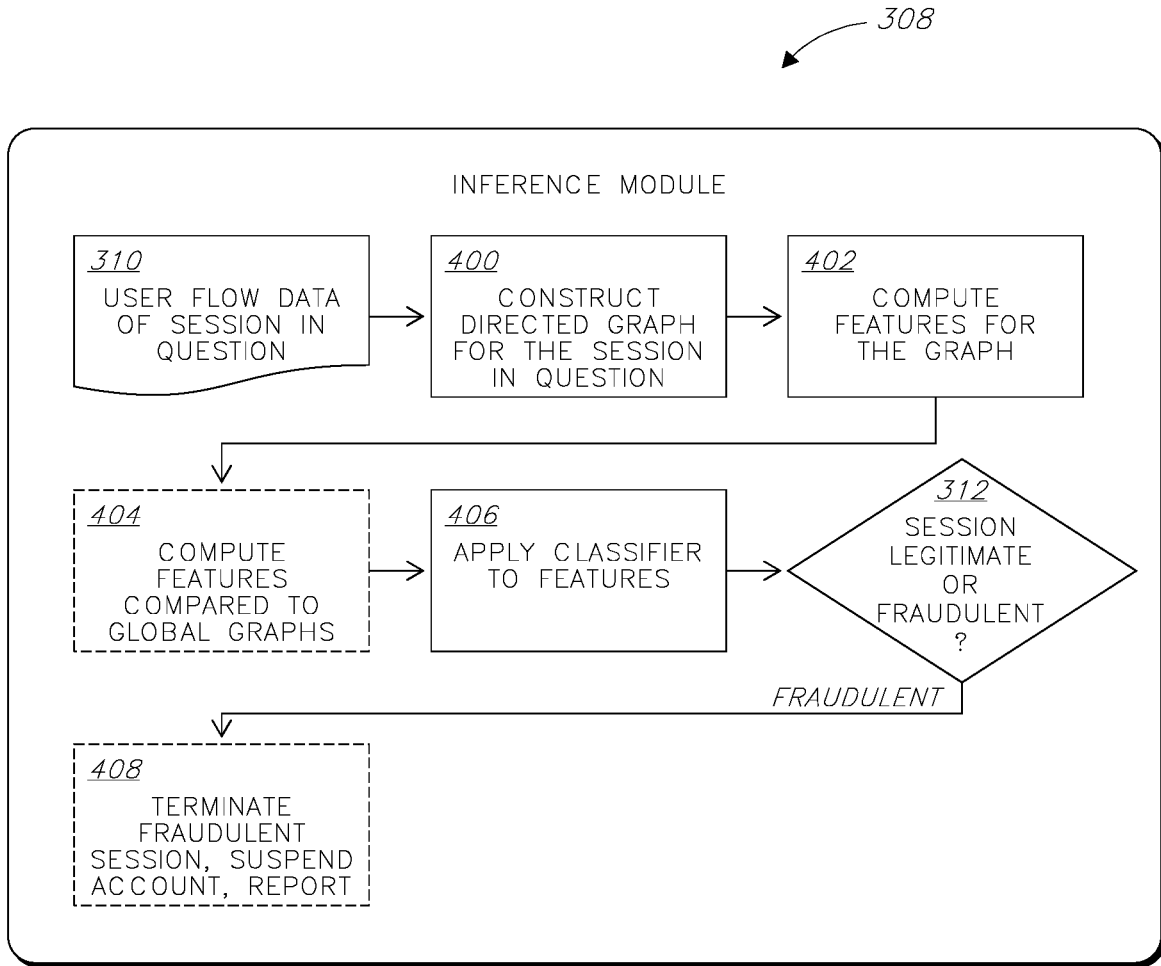 308
INFERENCE MODULE
310
USER FLOW DATA
OF SESSION IN
QUESTION
400
CONSTRUCT
DIRECTED GRAPH
FOR THE SESSION
IN QUESTION
402
COMPUTE
FEATURES FOR
THE GRAPH
404
COMPUTE
FEATURES
COMPARED TO
GLOBAL GRAPHS
406
APPLY CLASSIFIER
TO FEATURES
312
SESSION
LEGITIMATE
OR
FRAUDULENT
?
FRAUDULENT
408
TERMINATE
FRAUDULENT
SESSION, SUSPEND
ACCOUNT, REPORT